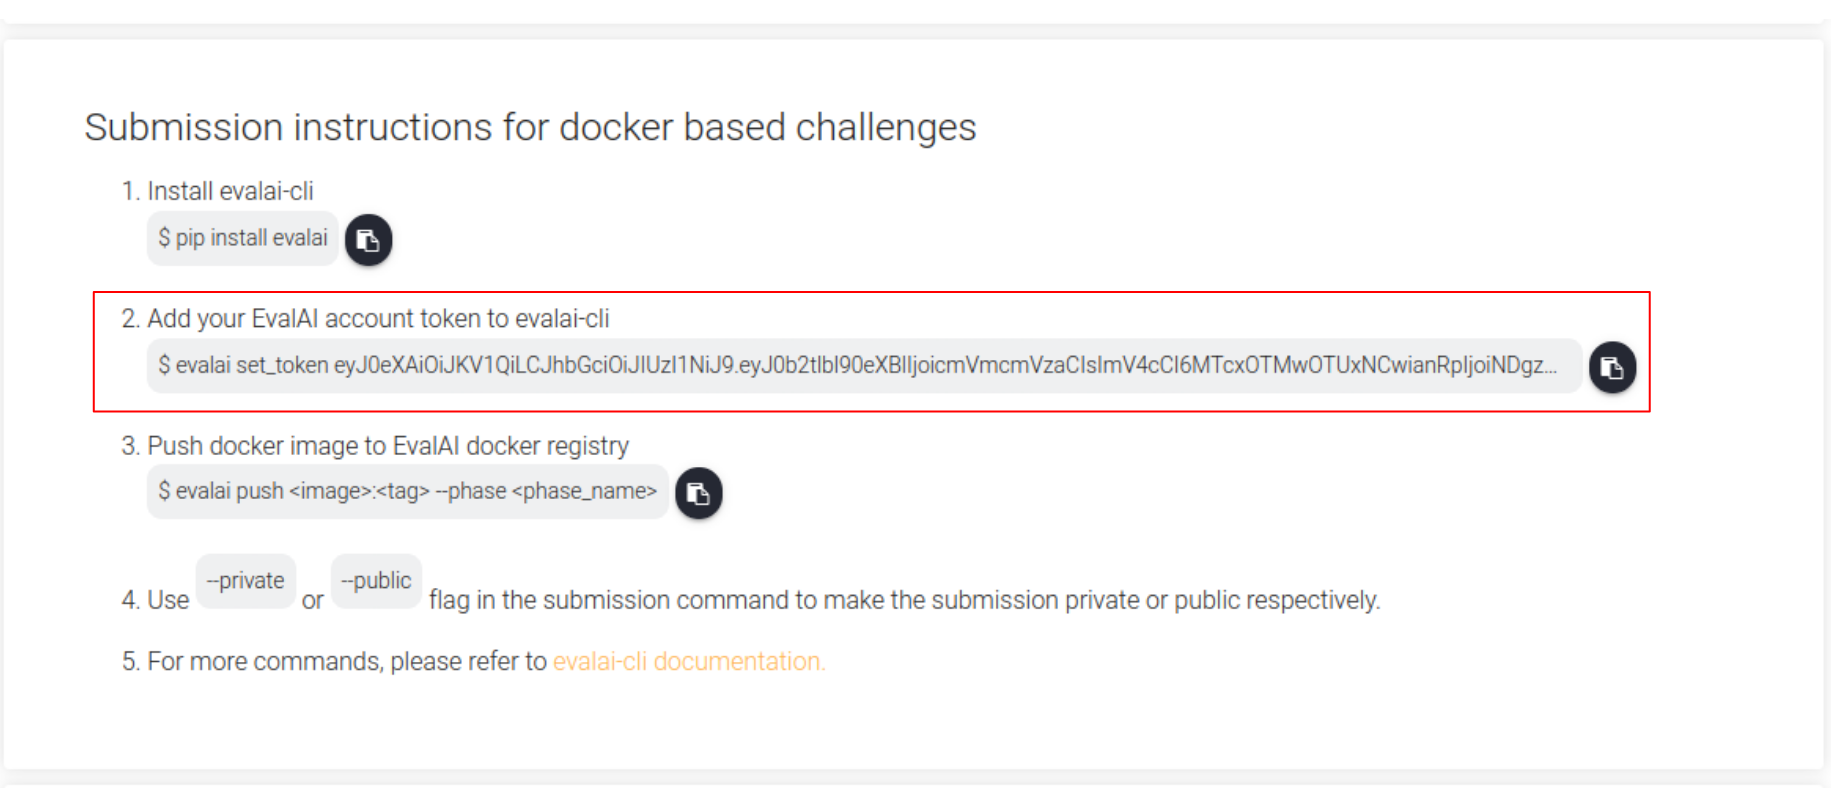 Submission instructions for docker based challenges
1. Install evalai-cli
$ pip install evalai
2. Add your EvalAI account token to evalai-cli
$ evalai set_token eyJ0eXAiOiJKV1QiLCJhbGciOiJIUzI1NiJ9.eyJ0b2tlbl90eXBlIjoicmVmcmVzaCIsImV4cCI6MTcxOTMwOTUxNCwianRpIjoiNDgz...
3. Push docker image to EvalAI docker registry
$ evalai push <image>:<tag> --phase <phase_name>
4. Use --private or --public flag in the submission command to make the submission private or public respectively.
5. For more commands, please refer to evalai-cli documentation.